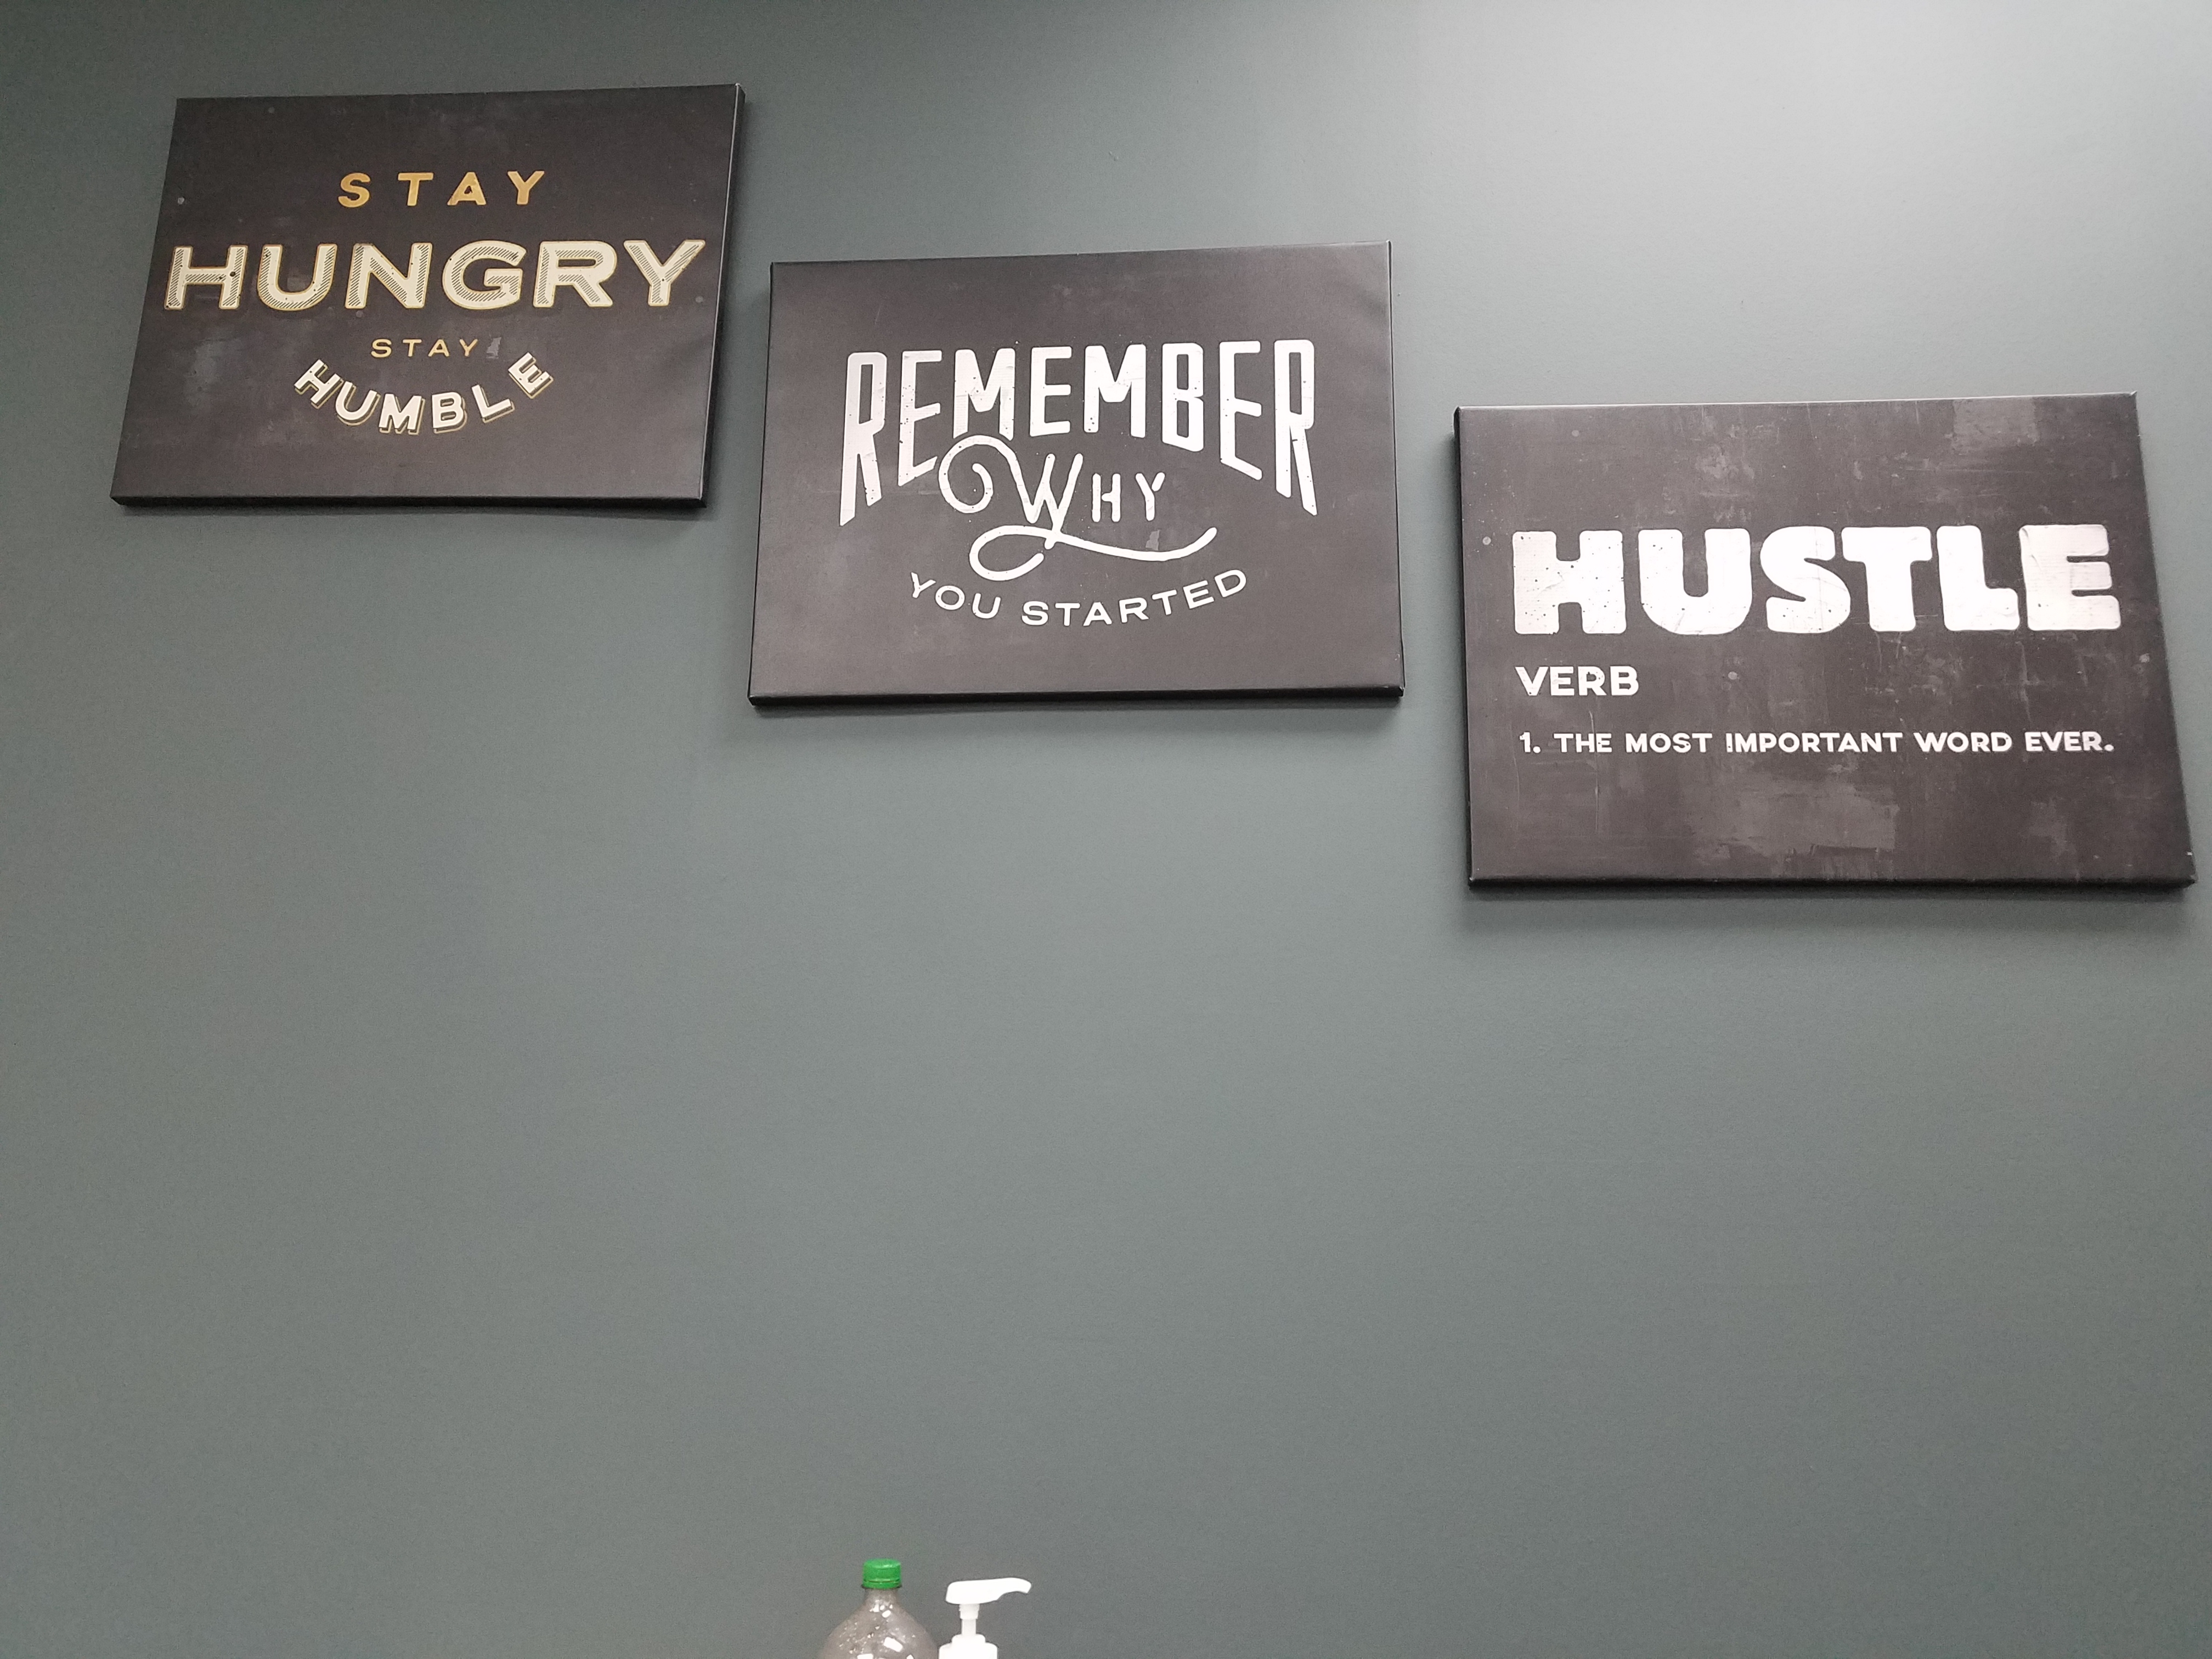 STAY
HUNGRY
STAY
HUMBLE
REMEMBER
WHY
YOU STARTED
HUSTLE
VERB
1. THE MOST IMPORTANT WORD EVER.